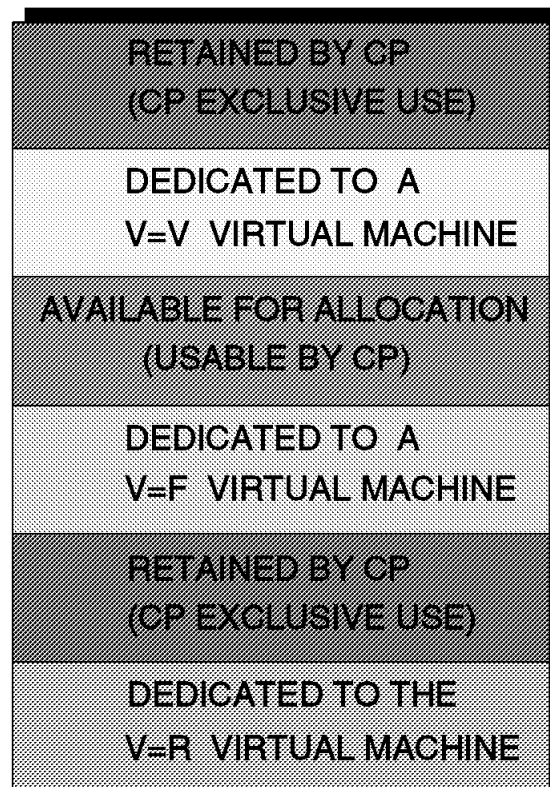 RETAINED BY CP
(CP EXCLUSIVE USE)
DEDICATED TO A
V=V VIRTUAL MACHINE
AVAILABLE FOR ALLOCATION
(USABLE BY CP)
DEDICATED TO A
V=F VIRTUAL MACHINE
RETAINED BY CP
(CP EXCLUSIVE USE)
DEDICATED TO THE
V=R VIRTUAL MACHINE